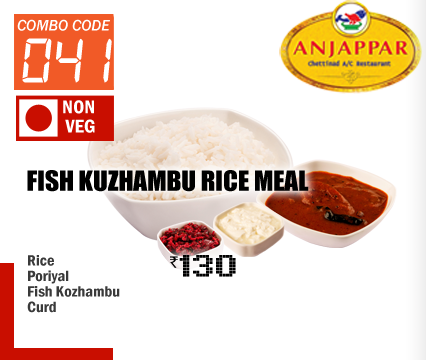 COMBO CODE
041
NON
VEG
ANJAPPAR
Chettinad A/C Restaurant
FISH KUZHAMBU RICE MEAL
₹130
Rice
Poriyal
Fish Kozhambu
Curd